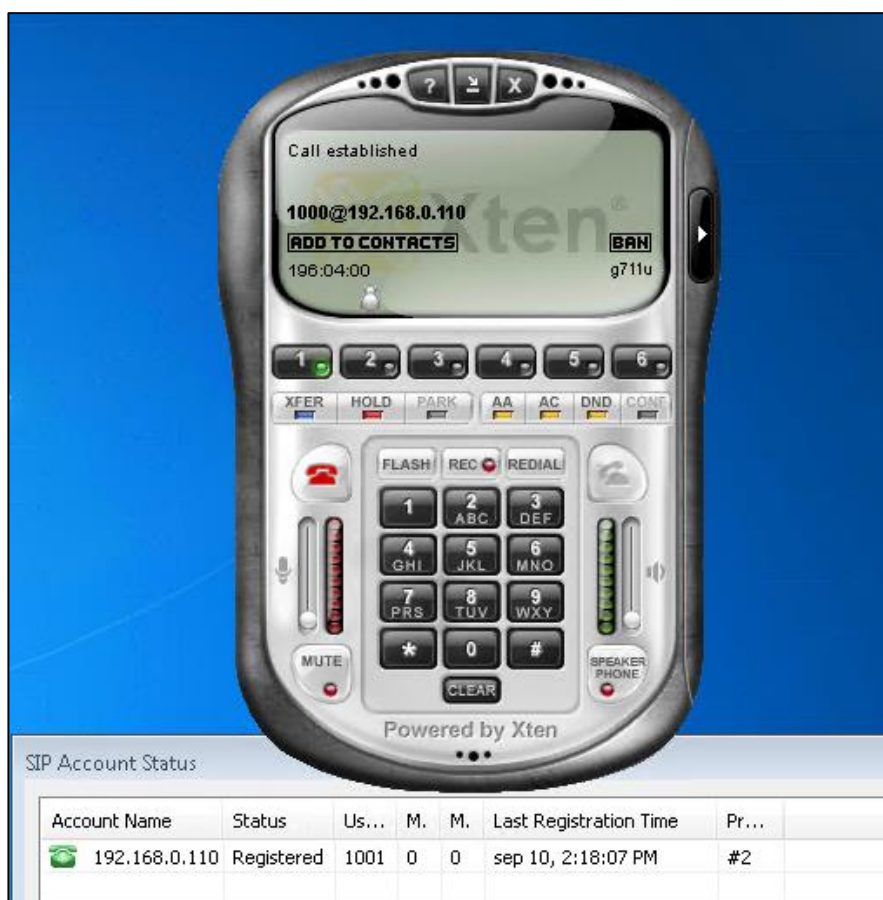 ? X
Call established
Xten®
1000@192.168.0.110
ADD TO CONTACTS BAN
196:04:00 g711u
1 2 3 4 5 6
XFER HOLD PARK AA AC DND CONF
FLASH REC REDIAL
1 2 3
ABC DEF
4 5 6
GHI JKL MNO
7 8 9
PRS TUV WXY
* 0 #
MUTE
SPEAKER
PHONE
CLEAR
Powered by Xten
SIP Account Status
Account Name Status Us... M. M. Last Registration Time Pr...
192.168.0.110 Registered 1001 0 0 sep 10, 2:18:07 PM #2